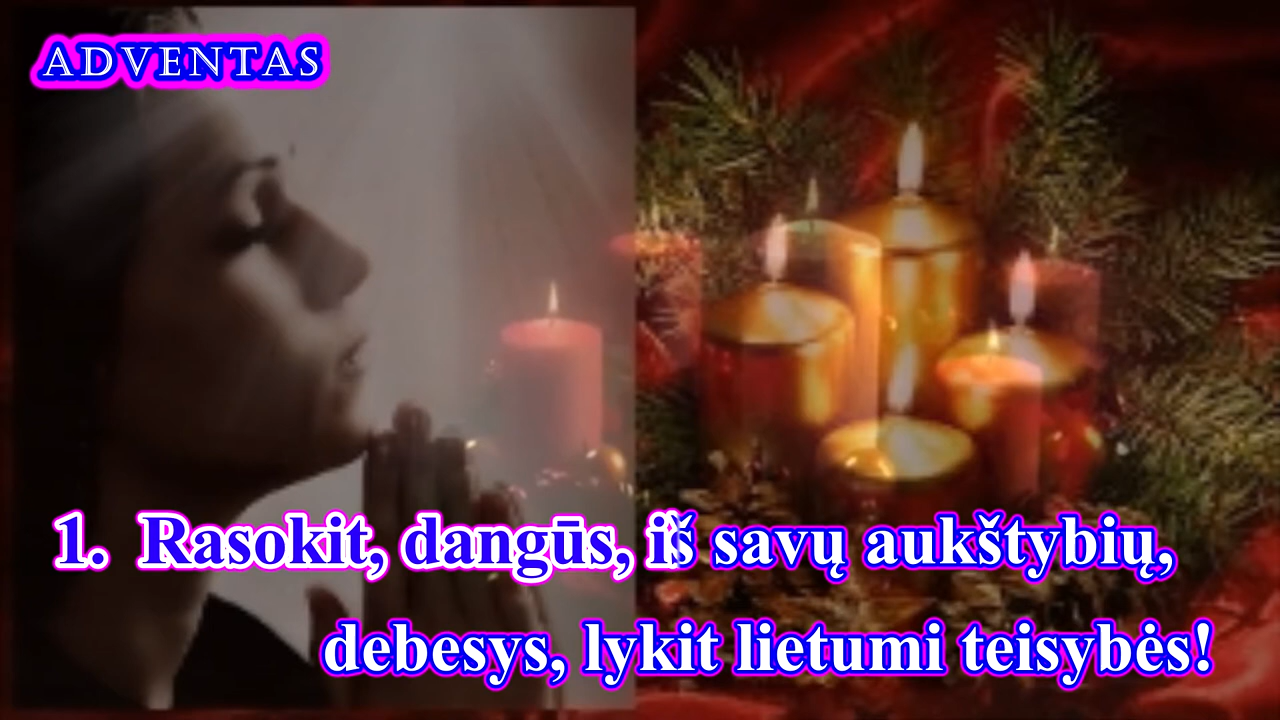 ADVENTAS
1. Rasokit, dangūs, iš savų aukštybių,
debesys, lykit lietumi teisybės!